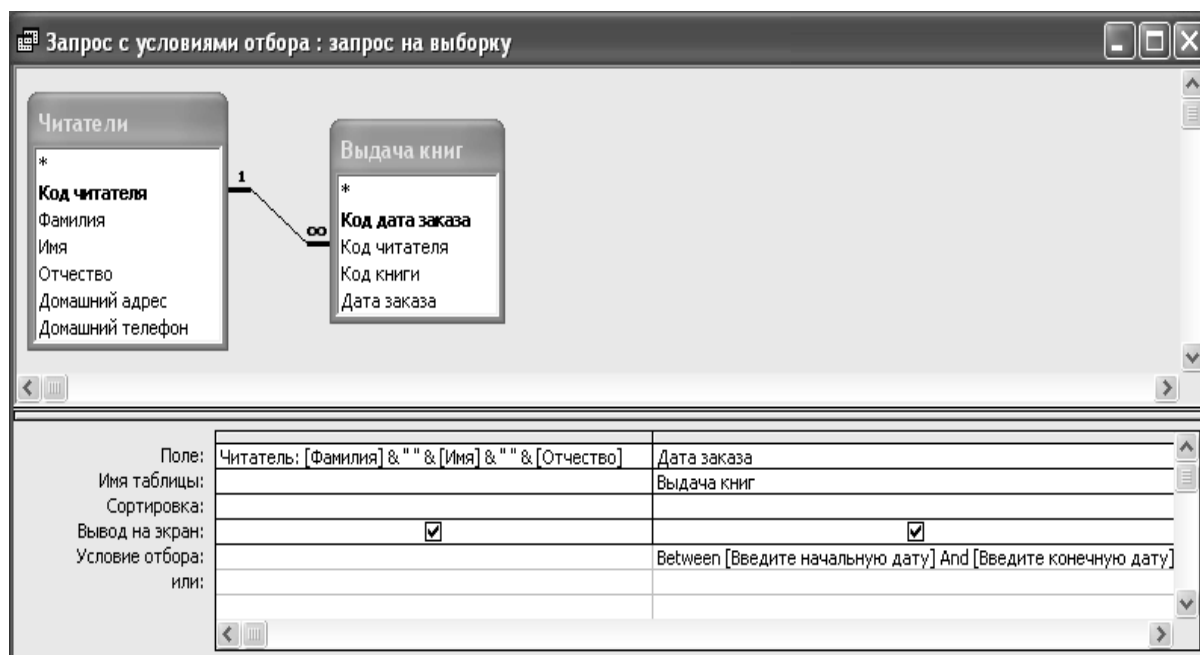 Запрос с условиями отбора : запрос на выборку
Читатели
*
Код читателя
Фамилия
Имя
Отчество
Домашний адрес
Домашний телефон
1
∞
Выдача книг
*
Код дата заказа
Код читателя
Код книги
Дата заказа
Поле: Читатель: [Фамилия] & " " & [Имя] & " " & [Отчество] Дата заказа
Имя таблицы: Выдача книг
Сортировка:
Вывод на экран:
Условие отбора: Between [Введите начальную дату] And [Введите конечную дату]
или: